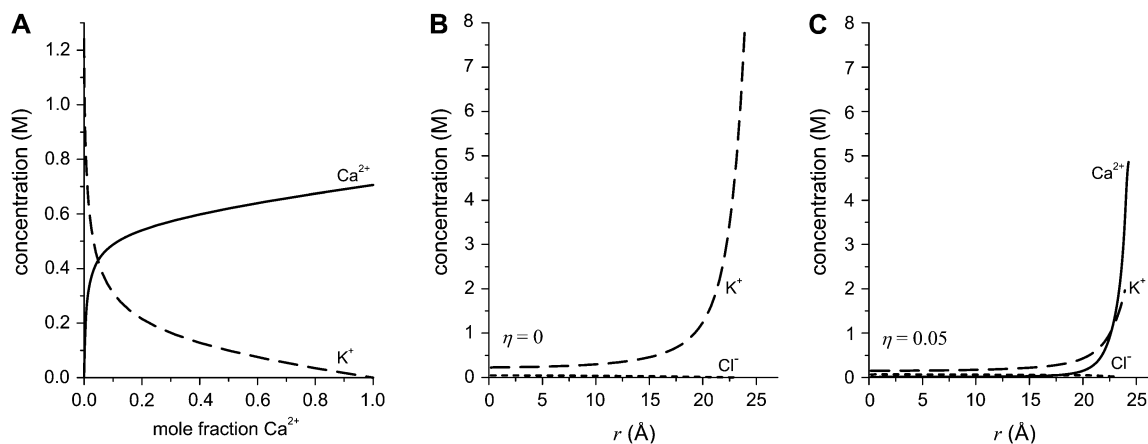 A
concentration (M)
1.2
1.0
0.8
0.6
0.4
0.2
0.0
0.0 0.2 0.4 0.6 0.8 1.0
mole fraction Ca²⁺
Ca²⁺
K⁺
B
concentration (M)
8
7
6
5
4
3
2
1
0
0 5 10 15 20 25
r (Å)
η = 0
K⁺
Cl⁻
C
concentration (M)
8
7
6
5
4
3
2
1
0
0 5 10 15 20 25
r (Å)
Ca²⁺
K⁺
η = 0.05
Cl⁻